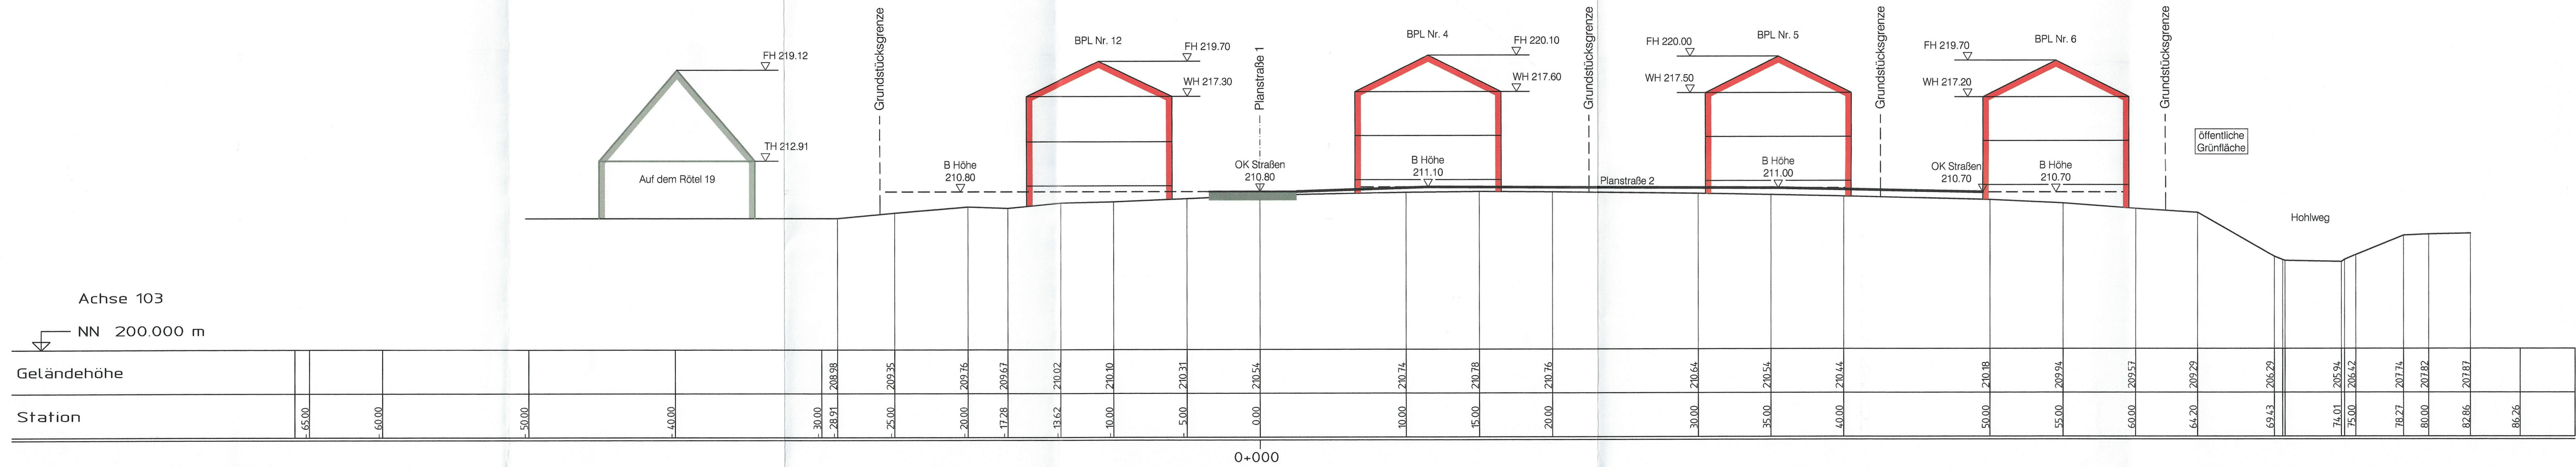 FH 219.12
TH 212.91
Auf dem Rötel 19
Grundstücksgrenze
B Höhe
210.80
BPL Nr. 12
FH 219.70
WH 217.30
Planstraße 1
OK Straßen
210.80
BPL Nr. 4
FH 220.10
WH 217.60
B Höhe
211.10
Grundstücksgrenze
Planstraße 2
FH 220.00
BPL Nr. 5
WH 217.50
B Höhe
211.00
Grundstücksgrenze
FH 219.70
BPL Nr. 6
WH 217.20
OK Straßen
210.70
B Höhe
210.70
Grundstücksgrenze
öffentliche
Grünfläche
Hohlweg
Achse 103
NN 200.000 m
Geländehöhe
208.98
209.35
209.76
209.67
210.02
210.10
210.31
210.54
210.74
210.78
210.76
210.64
210.54
210.44
210.18
209.94
209.57
209.29
206.29
205.94
206.42
207.74
207.82
207.87
Station
-65.00
-60.00
-50.00
-40.00
-30.00
-28.91
-25.00
-20.00
-17.28
-13.62
-10.00
-5.00
0.00
10.00
15.00
20.00
30.00
35.00
40.00
50.00
55.00
60.00
64.20
69.43
74.01
75.00
78.27
80.00
82.86
86.26
0+000